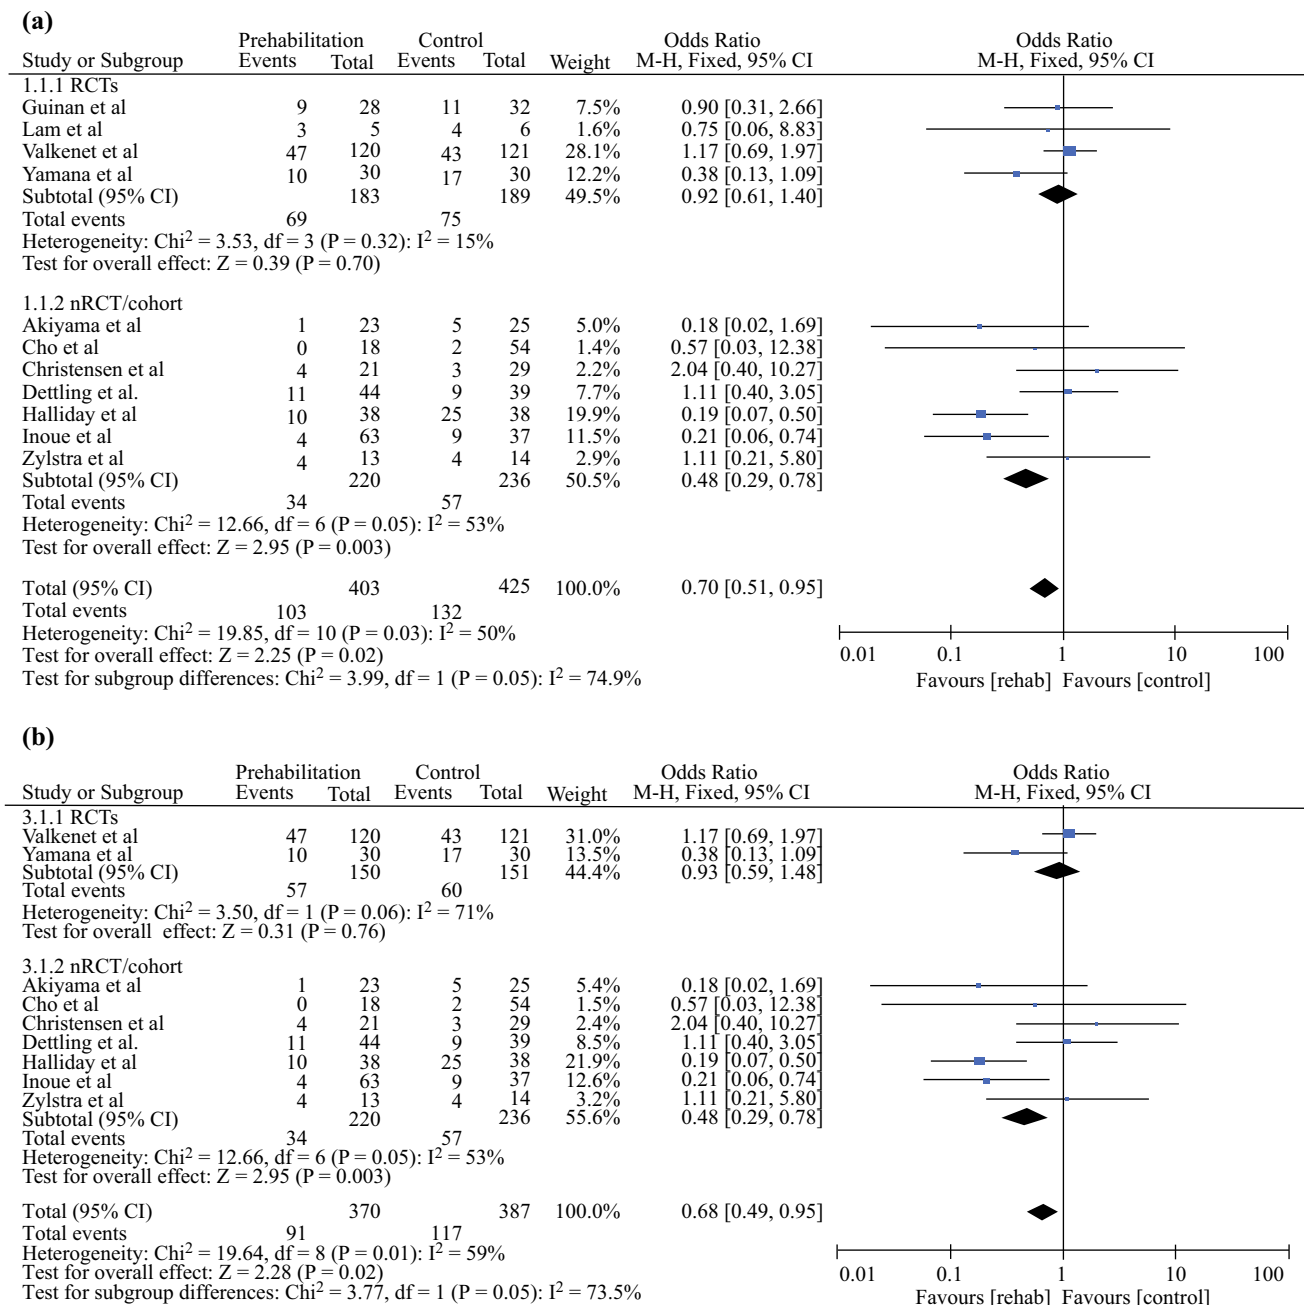 (a)
Prehabilitation Control Odds Ratio Odds Ratio
Study or Subgroup Events Total Events Total Weight M-H, Fixed, 95% CI M-H, Fixed, 95% CI
1.1.1 RCTs
Guinan et al 9 28 11 32 7.5% 0.90 [0.31, 2.66]
Lam et al 3 5 4 6 1.6% 0.75 [0.06, 8.83]
Valkenet et al 47 120 43 121 28.1% 1.17 [0.69, 1.97]
Yamana et al 10 30 17 30 12.2% 0.38 [0.13, 1.09]
Subtotal (95% CI) 183 189 49.5% 0.92 [0.61, 1.40]
Total events 69 75
Heterogeneity: Chi² = 3.53, df = 3 (P = 0.32): I² = 15%
Test for overall effect: Z = 0.39 (P = 0.70)
1.1.2 nRCT/cohort
Akiyama et al 1 23 5 25 5.0% 0.18 [0.02, 1.69]
Cho et al 0 18 2 54 1.4% 0.57 [0.03, 12.38]
Christensen et al 4 21 3 29 2.2% 2.04 [0.40, 10.27]
Dettling et al. 11 44 9 39 7.7% 1.11 [0.40, 3.05]
Halliday et al 10 38 25 38 19.9% 0.19 [0.07, 0.50]
Inoue et al 4 63 9 37 11.5% 0.21 [0.06, 0.74]
Zylstra et al 4 13 4 14 2.9% 1.11 [0.21, 5.80]
Subtotal (95% CI) 220 236 50.5% 0.48 [0.29, 0.78]
Total events 34 57
Heterogeneity: Chi² = 12.66, df = 6 (P = 0.05): I² = 53%
Test for overall effect: Z = 2.95 (P = 0.003)
Total (95% CI) 403 425 100.0% 0.70 [0.51, 0.95]
Total events 103 132
Heterogeneity: Chi² = 19.85, df = 10 (P = 0.03): I² = 50%
Test for overall effect: Z = 2.25 (P = 0.02) 0.01 0.1 1 10 100
Test for subgroup differences: Chi² = 3.99, df = 1 (P = 0.05): I² = 74.9% Favours [rehab] Favours [control]
(b)
Prehabilitation Control Odds Ratio Odds Ratio
Study or Subgroup Events Total Events Total Weight M-H, Fixed, 95% CI M-H, Fixed, 95% CI
3.1.1 RCTs
Valkenet et al 47 120 43 121 31.0% 1.17 [0.69, 1.97]
Yamana et al 10 30 17 30 13.5% 0.38 [0.13, 1.09]
Subtotal (95% CI) 150 151 44.4% 0.93 [0.59, 1.48]
Total events 57 60
Heterogeneity: Chi² = 3.50, df = 1 (P = 0.06): I² = 71%
Test for overall effect: Z = 0.31 (P = 0.76)
3.1.2 nRCT/cohort
Akiyama et al 1 23 5 25 5.4% 0.18 [0.02, 1.69]
Cho et al 0 18 2 54 1.5% 0.57 [0.03, 12.38]
Christensen et al 4 21 3 29 2.4% 2.04 [0.40, 10.27]
Dettling et al. 11 44 9 39 8.5% 1.11 [0.40, 3.05]
Halliday et al 10 38 25 38 21.9% 0.19 [0.07, 0.50]
Inoue et al 4 63 9 37 12.6% 0.21 [0.06, 0.74]
Zylstra et al 4 13 4 14 3.2% 1.11 [0.21, 5.80]
Subtotal (95% CI) 220 236 55.6% 0.48 [0.29, 0.78]
Total events 34 57
Heterogeneity: Chi² = 12.66, df = 6 (P = 0.05): I² = 53%
Test for overall effect: Z = 2.95 (P = 0.003)
Total (95% CI) 370 387 100.0% 0.68 [0.49, 0.95]
Total events 91 117
Heterogeneity: Chi² = 19.64, df = 8 (P = 0.01): I² = 59%
Test for overall effect: Z = 2.28 (P = 0.02) 0.01 0.1 1 10 100
Test for subgroup differences: Chi² = 3.77, df = 1 (P = 0.05): I² = 73.5% Favours [rehab] Favours [control]